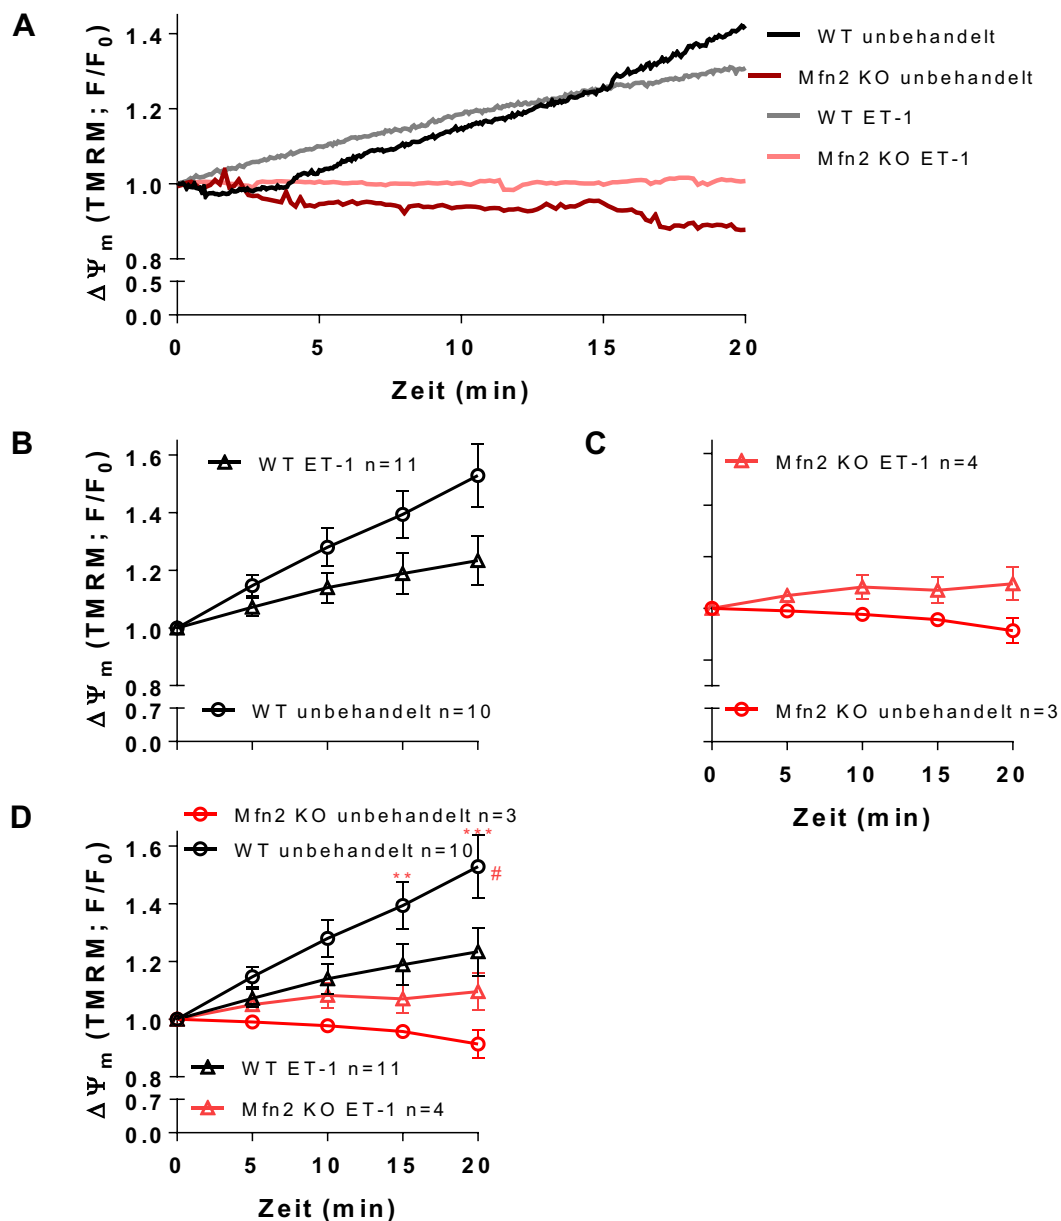 A
ΔΨm (TMRM; F/F0)
1.4
1.2
1.0
0.8
0.5
0.0
0 5 10 15 20
Zeit (min)
WT unbehandelt
Mfn2 KO unbehandelt
WT ET-1
Mfn2 KO ET-1
B
ΔΨm (TMRM; F/F0)
1.6
1.4
1.2
1.0
0.8
0.7
0.0
WT ET-1 n=11
WT unbehandelt n=10
C
Mfn2 KO ET-1 n=4
Mfn2 KO unbehandelt n=3
0 5 10 15 20
Zeit (min)
D
Mfn2 KO unbehandelt n=3
WT unbehandelt n=10
ΔΨm (TMRM; F/F0)
1.6
1.4
1.2
1.0
0.8
0.7
0.0
***
**
#
WT ET-1 n=11
Mfn2 KO ET-1 n=4
0 5 10 15 20
Zeit (min)